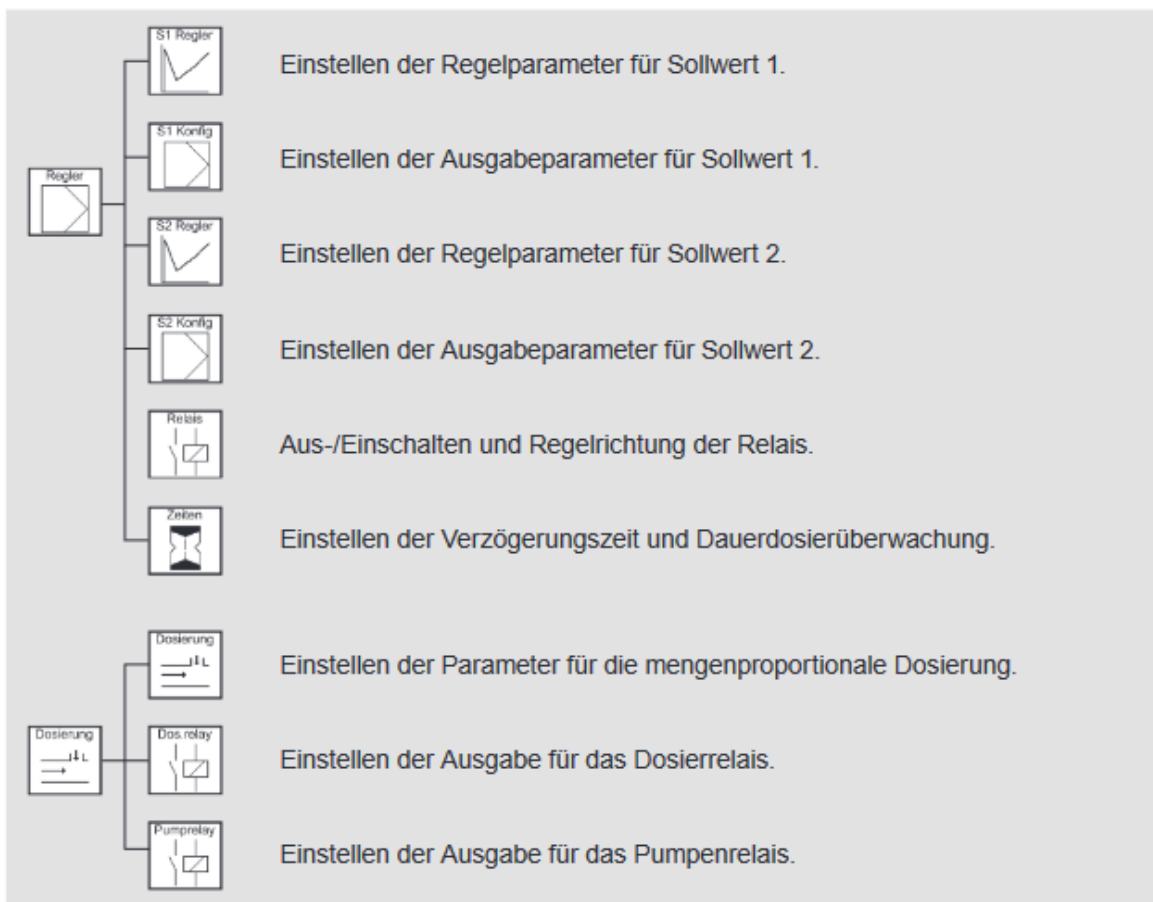 S1 Regler
Einstellen der Regelparameter für Sollwert 1.
S1 Konfig
Einstellen der Ausgabeparameter für Sollwert 1.
Regler
S2 Regler
Einstellen der Regelparameter für Sollwert 2.
S2 Konfig
Einstellen der Ausgabeparameter für Sollwert 2.
Relais
Aus-/Einschalten und Regelrichtung der Relais.
Zeiten
Einstellen der Verzögerungszeit und Dauerdosierüberwachung.
Dosierung
L
Einstellen der Parameter für die mengenproportionale Dosierung.
Dosierung
L
Dos.relay
Einstellen der Ausgabe für das Dosierrelais.
Pumprelay
Einstellen der Ausgabe für das Pumpenrelais.